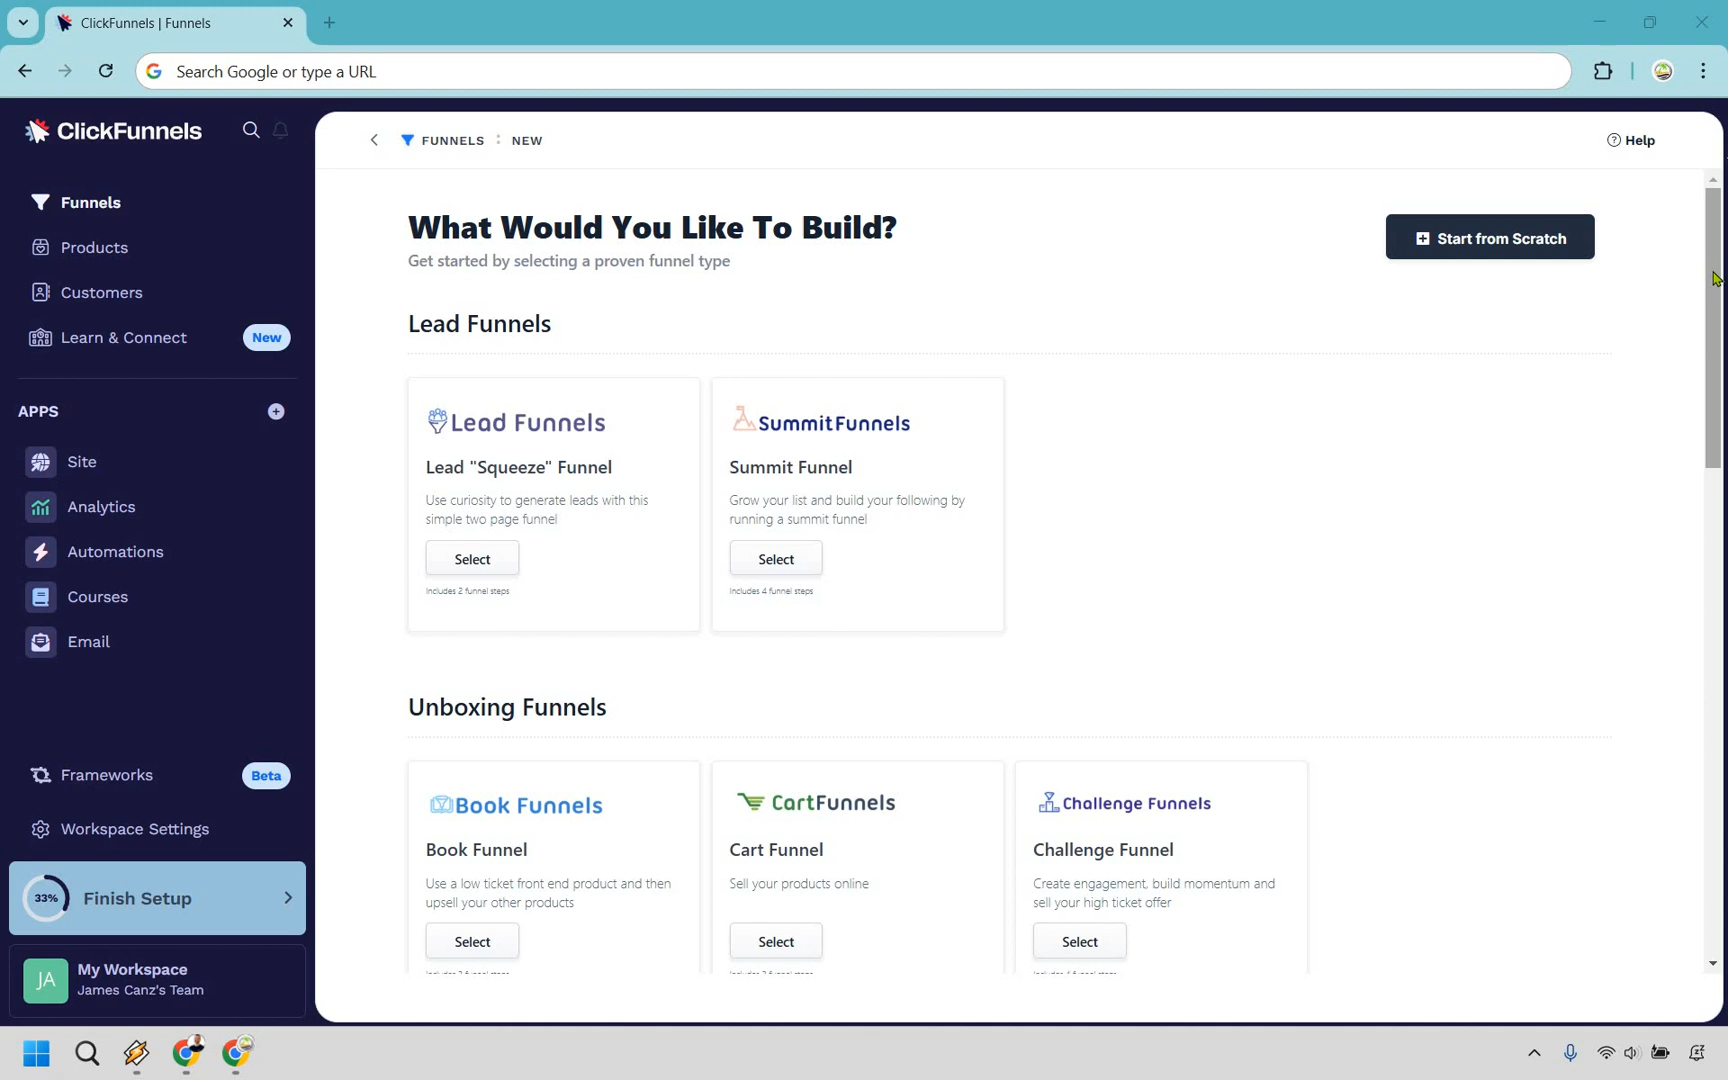 ClickFunnels | Funnels
Search Google or type a URL
ClickFunnels
FUNNELS : NEW
Help
Funnels
Products
Customers
Learn & Connect New
APPS
Site
Analytics
Automations
Courses
Email
Frameworks Beta
Workspace Settings
33% Finish Setup
JA My Workspace
James Canz's Team
What Would You Like To Build?
Get started by selecting a proven funnel type
Start from Scratch
Lead Funnels
Lead Funnels
Lead "Squeeze" Funnel
Use curiosity to generate leads with this
simple two page funnel
Select
Includes 2 funnel steps
SummitFunnels
Summit Funnel
Grow your list and build your following by
running a summit funnel
Select
Includes 4 funnel steps
Unboxing Funnels
Book Funnels
Book Funnel
Use a low ticket front end product and then
upsell your other products
Select
CartFunnels
Cart Funnel
Sell your products online
Select
Challenge Funnels
Challenge Funnel
Create engagement, build momentum and
sell your high ticket offer
Select